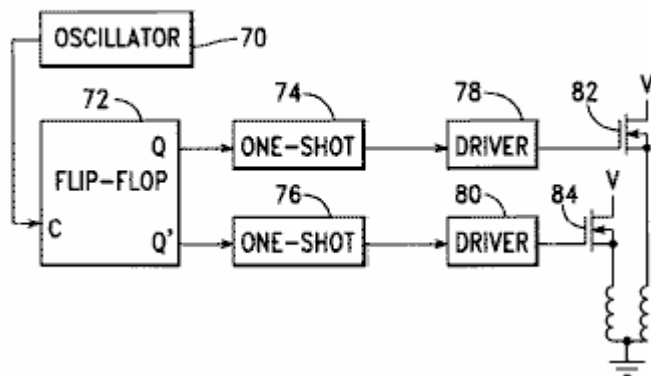 OSCILLATOR 70
72 74 78 82 V
Q ONE-SHOT DRIVER
FLIP-FLOP
76 80 84 V
C Q' ONE-SHOT DRIVER